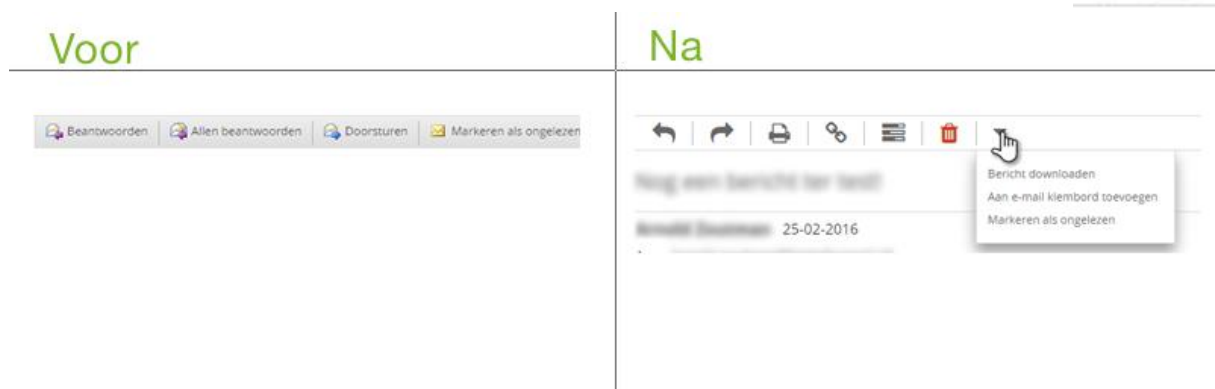 Voor
Na
Beantwoorden Allen beantwoorden Doorsturen Markeren als ongelezen
Bericht downloaden
Aan e-mail klembord toevoegen
Markeren als ongelezen
25-02-2016